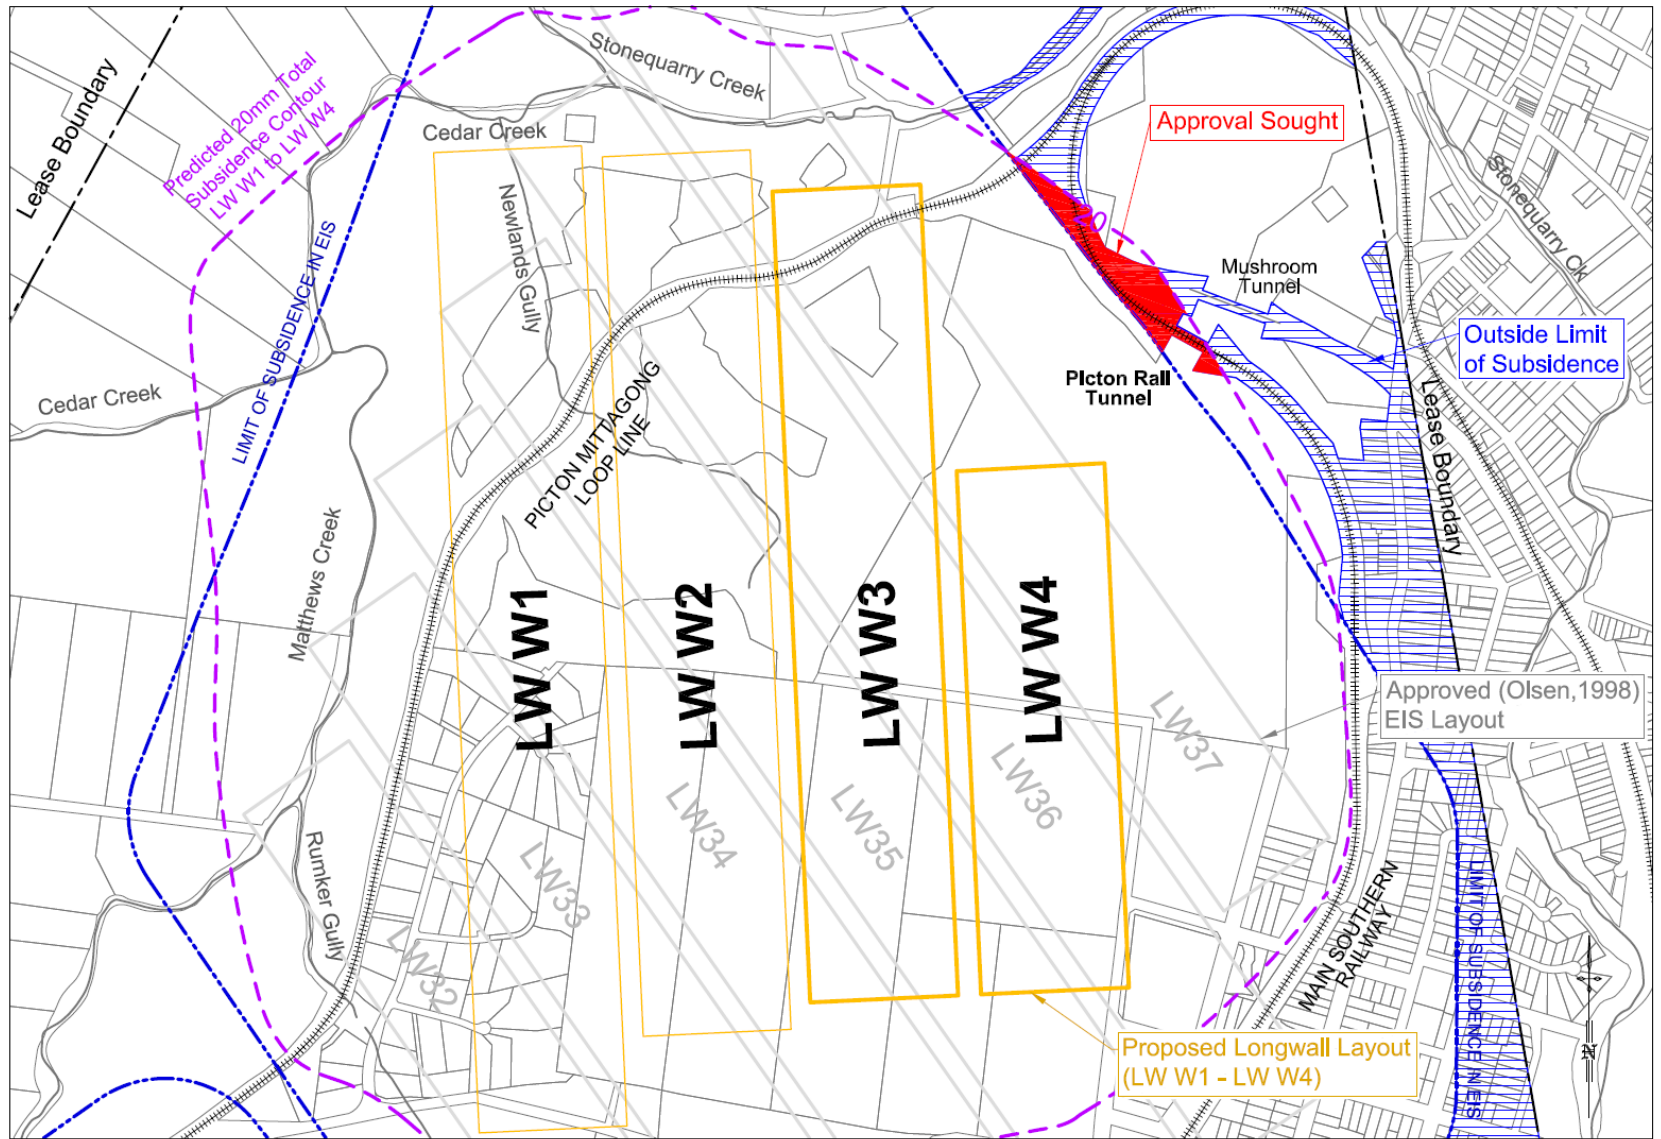 Lease Boundary
Predicted 20mm Total
Subsidence Contour
LW W1 to LW W4
Stonequarry Creek
Cedar Creek
Approval Sought
20
Stonequarry Ck
Newlands Gully
LIMIT OF SUBSIDENCE IN EIS
Mushroom
Tunnel
Outside Limit
of Subsidence
PIcton RaIl
Tunnel
Cedar Creek
PICTON MITTAGONG
LOOP LINE
Lease Boundary
Matthews Creek
LW W1
LW W2
LW W3
LW W4
Approved (Olsen,1998)
EIS Layout
LW37
LW36
LW35
LW34
LW33
LW32
Rumker Gully
MAIN SOUTHERN
RAILWAY
LIMIT OF SUBSIDENCE IN EIS
Proposed Longwall Layout
(LW W1 - LW W4)
N